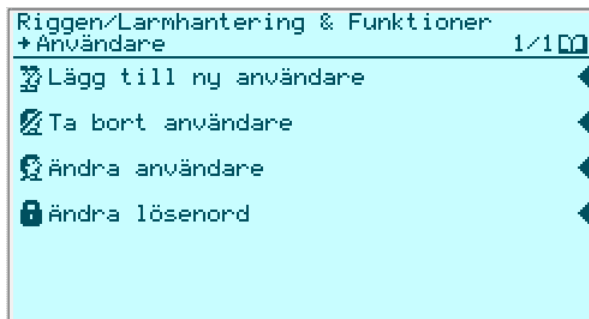 Riggen/Larmhantering & Funktioner
→Användare 1/1
Lägg till ny användare
Ta bort användare
Ändra användare
Ändra lösenord